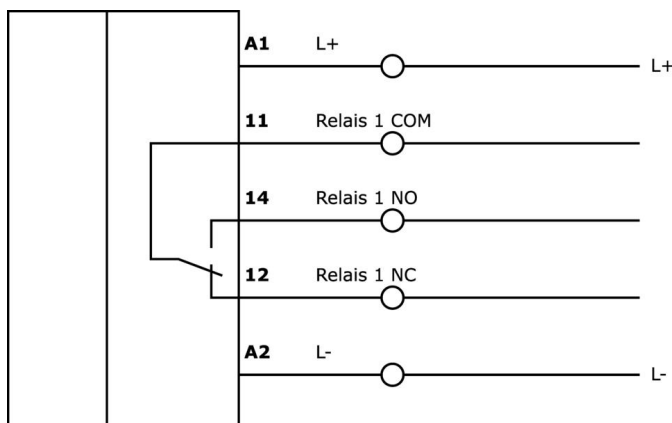 A1 L+
L+
11 Relais 1 COM
14 Relais 1 NO
12 Relais 1 NC
A2 L-
L-